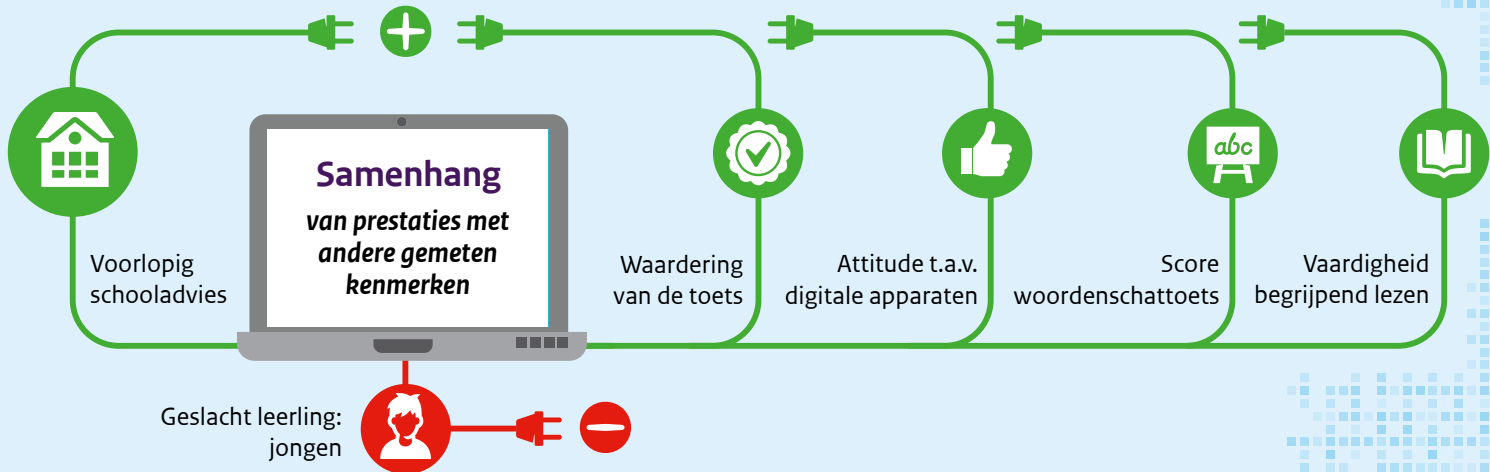 Samenhang
van prestaties met
andere gemeten
kenmerken
Voorlopig
schooladvies
Waardering
van de toets
Attitude t.a.v.
digitale apparaten
abc
Score
woordenschattoets
Vaardigheid
begrijpend lezen
Geslacht leerling:
jongen